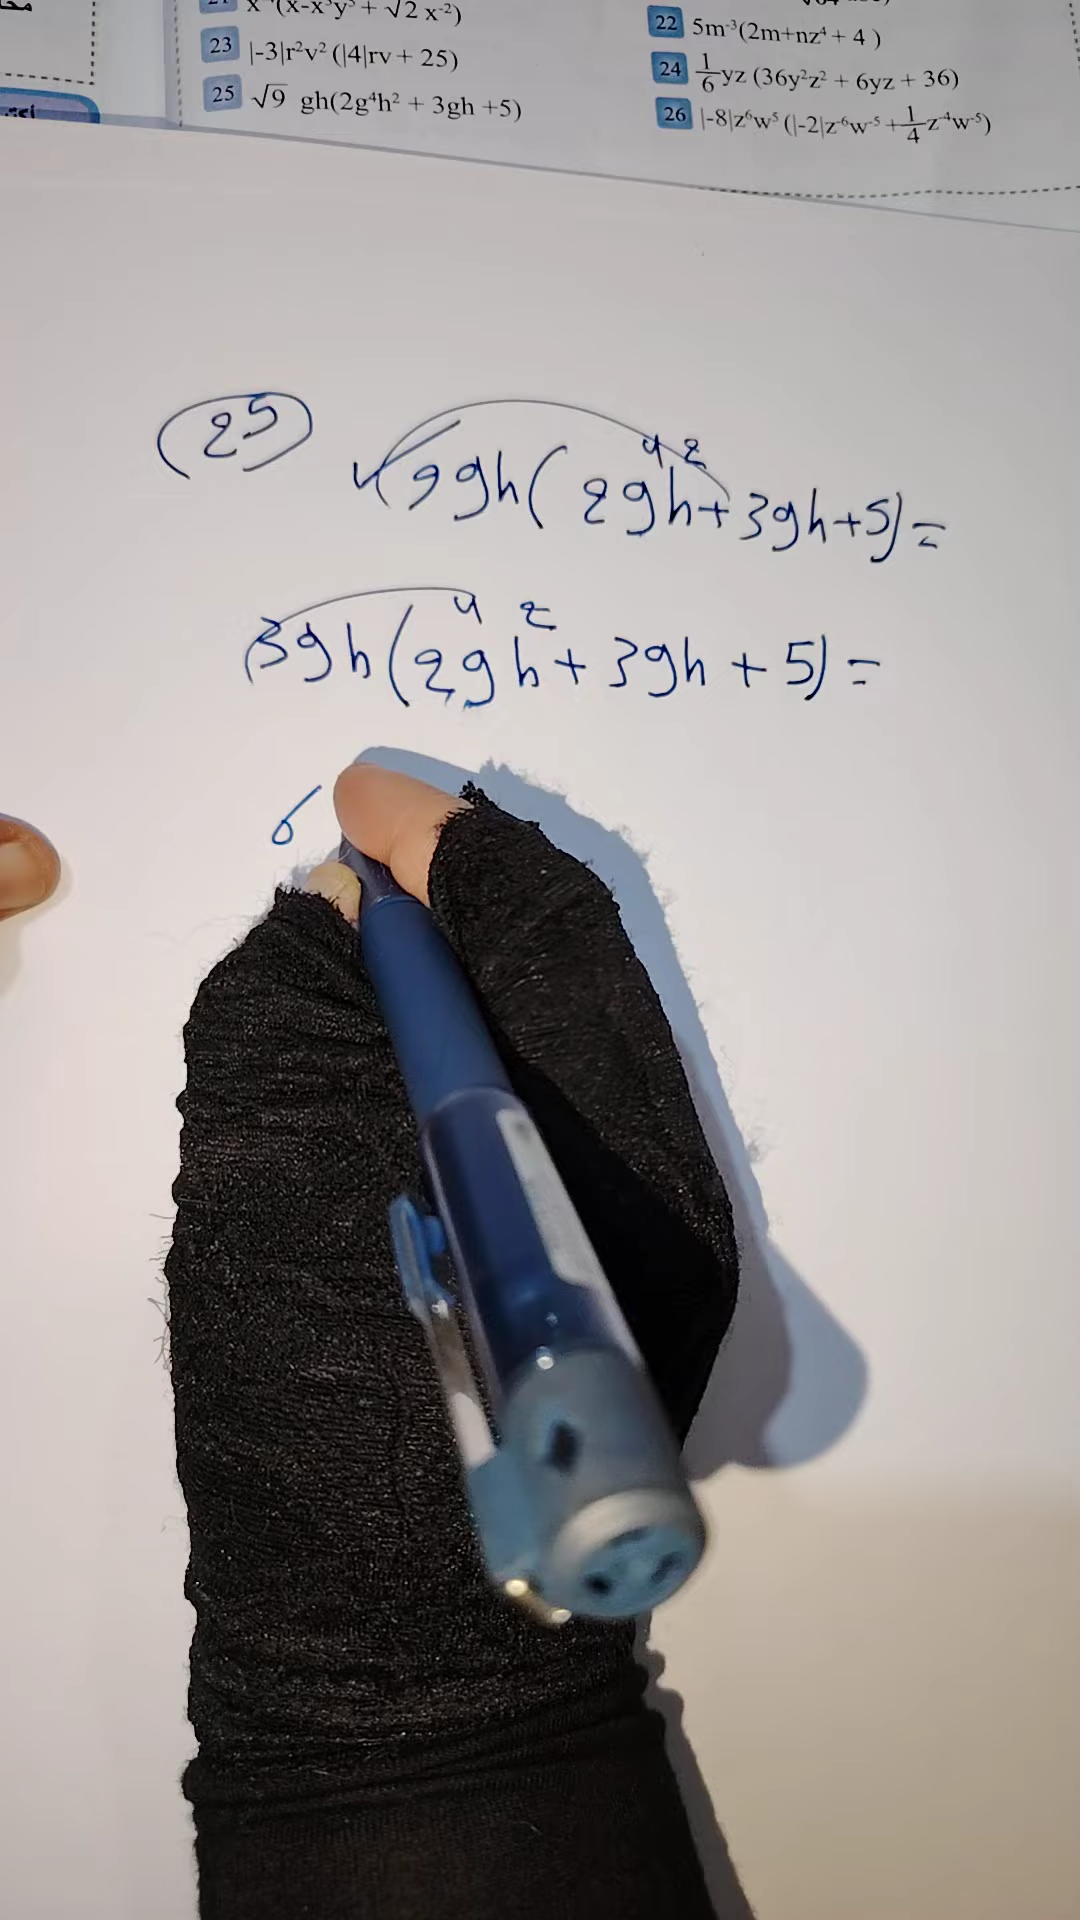 x (x-x y + √2 x⁻²)
22 5m⁻³(2m+nz⁴ + 4 )
23 |-3|r²v² (|4|rv + 25)
24 1/6 yz (36y²z² + 6yz + 36)
25 √9 gh(2g⁴h² + 3gh +5)
26 |-8|z⁶w⁵ (|-2|z⁻⁶w⁻⁵ + 1/4 z⁻⁴w⁻⁵)
25 √9gh(2g⁴h²+3gh+5)=
3gh(2g⁴h²+3gh+5)=
6